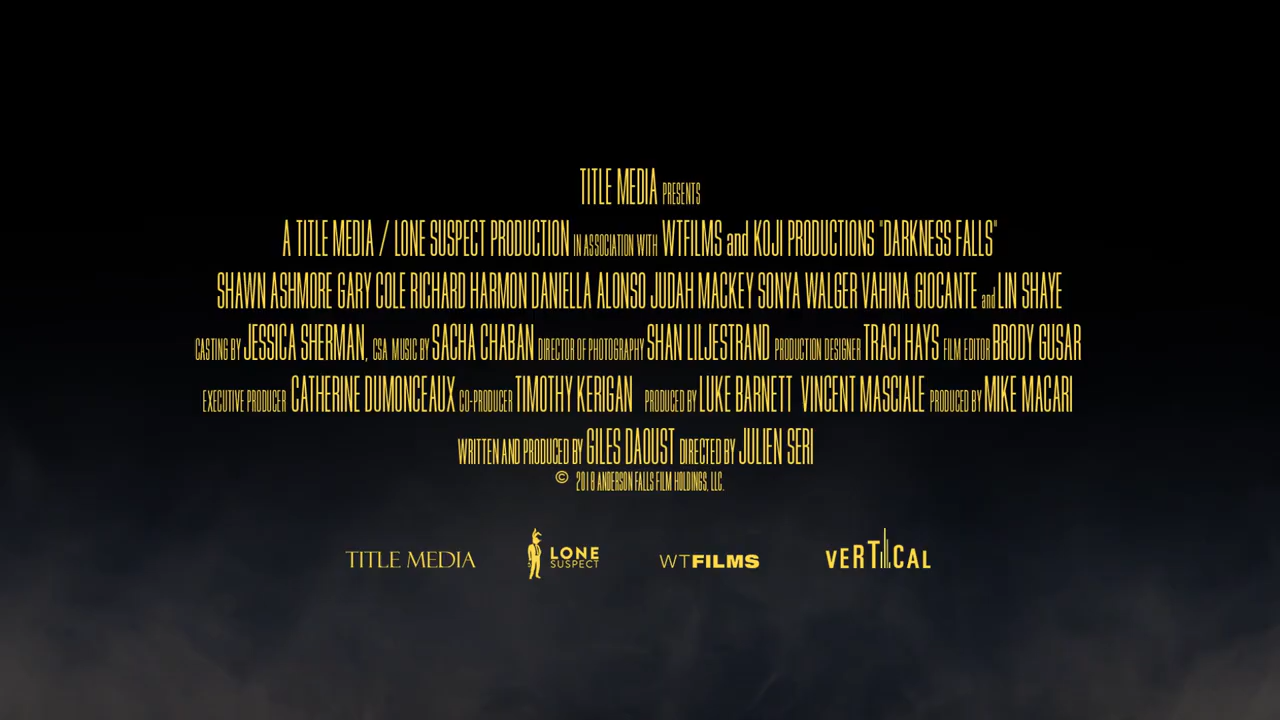 TITLE MEDIA PRESENTS
A TITLE MEDIA / LONE SUSPECT PRODUCTION IN ASSOCIATION WITH WTFILMS and KOJI PRODUCTIONS "DARKNESS FALLS"
SHAWN ASHMORE GARY COLE RICHARD HARMON DANIELLA ALONSO JUDAH MACKEY SONYA WALGER VAHINA GIOCANTE and LIN SHAYE
CASTING BY JESSICA SHERMAN, CSA MUSIC BY SACHA CHABAN DIRECTOR OF PHOTOGRAPHY SHAN LILJESTRAND PRODUCTION DESIGNER TRACI HAYS FILM EDITOR BRODY GUSAR
EXECUTIVE PRODUCER CATHERINE DUMONCEAUX CO-PRODUCER TIMOTHY KERIGAN PRODUCED BY LUKE BARNETT VINCENT MASCIALE PRODUCED BY MIKE MACARI
WRITTEN AND PRODUCED BY GILES DAOUST DIRECTED BY JULIEN SERI
© 2018 ANDERSON FALLS FILM HOLDINGS, LLC.
TITLE MEDIA LONE SUSPECT WTFILMS VERTICAL